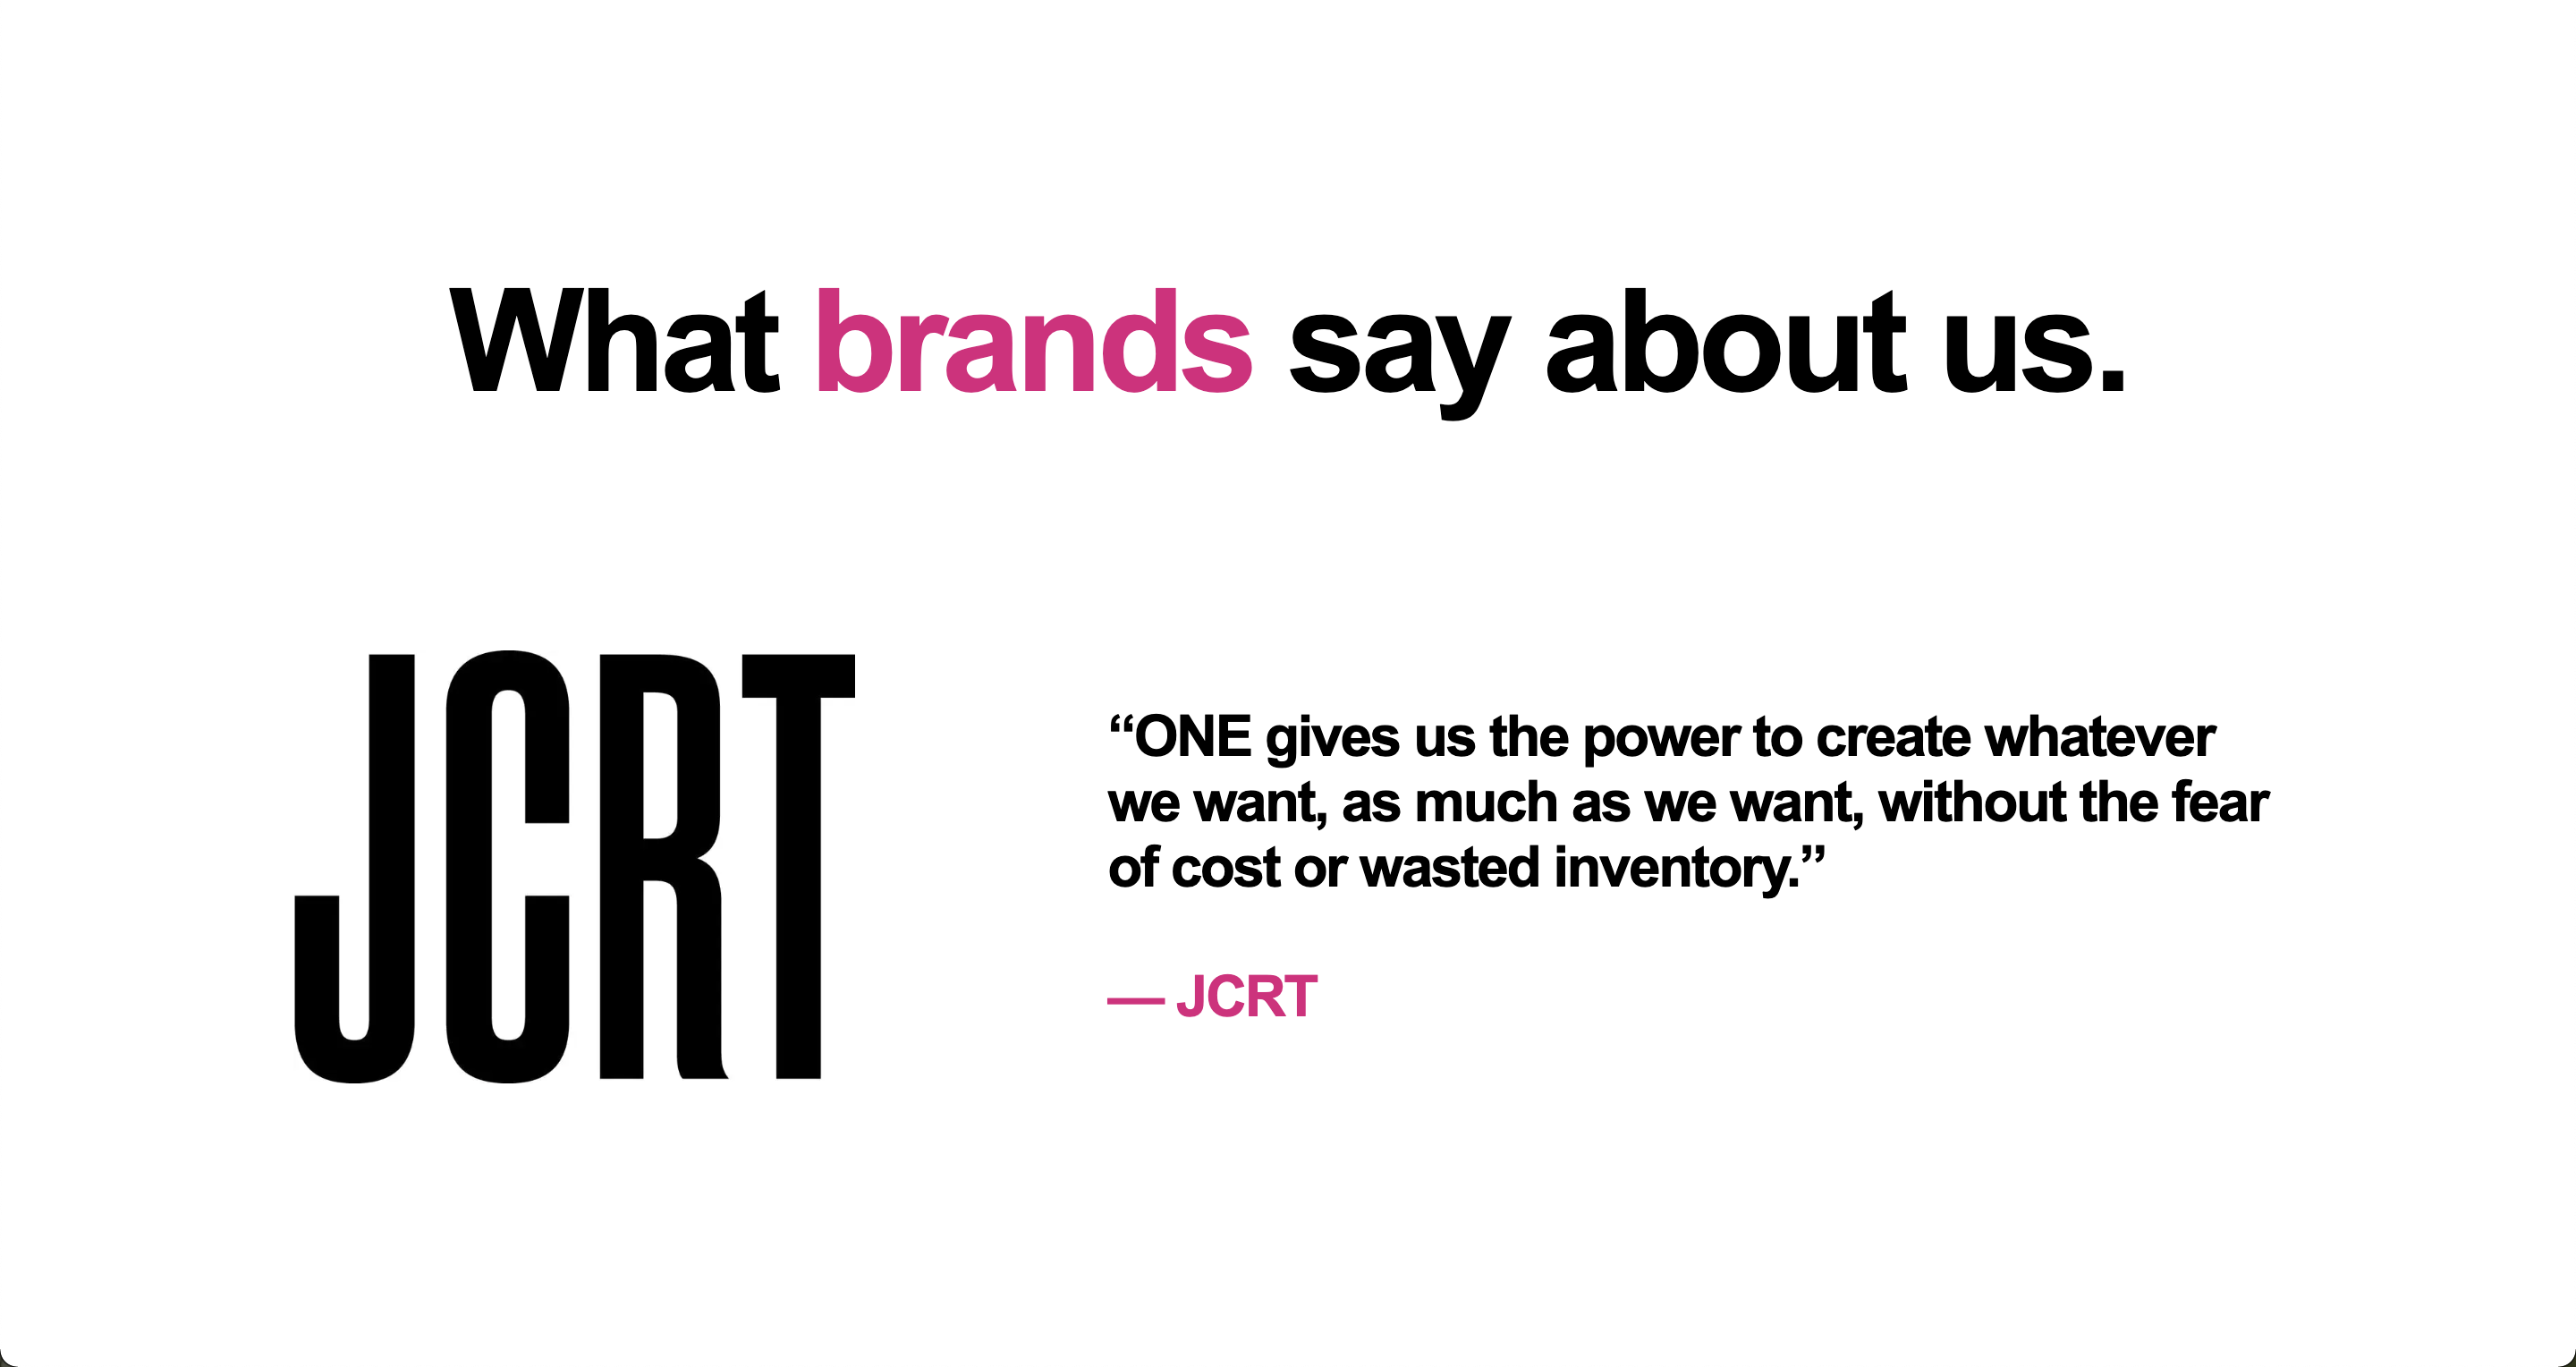 What brands say about us.
JCRT
“ONE gives us the power to create whatever
we want, as much as we want, without the fear
of cost or wasted inventory.”
— JCRT